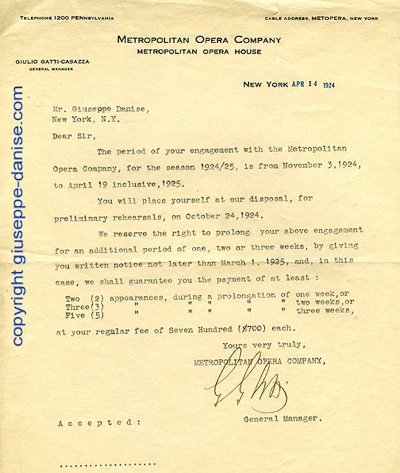 TELEPHONE 1200 PENNSYLVANIA
CABLE ADDRESS, METOPERA, NEW YORK
METROPOLITAN OPERA COMPANY
METROPOLITAN OPERA HOUSE
GIULIO GATTI-CASAZZA
GENERAL MANAGER
NEW YORK APR 14 1924
Mr. Giuseppe Danise,
New York, N.Y.
Dear Sir,
The period of your engagement with the Metropolitan
Opera Company, for the season 1924/25, is from November 3,1924,
to April 19 inclusive,1925.
You will place yourself at our disposal, for
preliminary rehearsals, on October 24,1924.
We reserve the right to prolong your above engagement
for an additional period of one, two or three weeks, by giving
you written notice not later than March 1, 1925, and, in this
case, we shall guarantee you the payment of at least :
Two (2) appearances, during a prolongation of one week,or
Three(3) " " " " two weeks,or
Five (5) " " " " three weeks,
at your regular fee of Seven Hundred ($700) each.
Yours very truly,
METROPOLITAN OPERA COMPANY,
General Manager.
Accepted:
....................
copyright giuseppe-danise.com